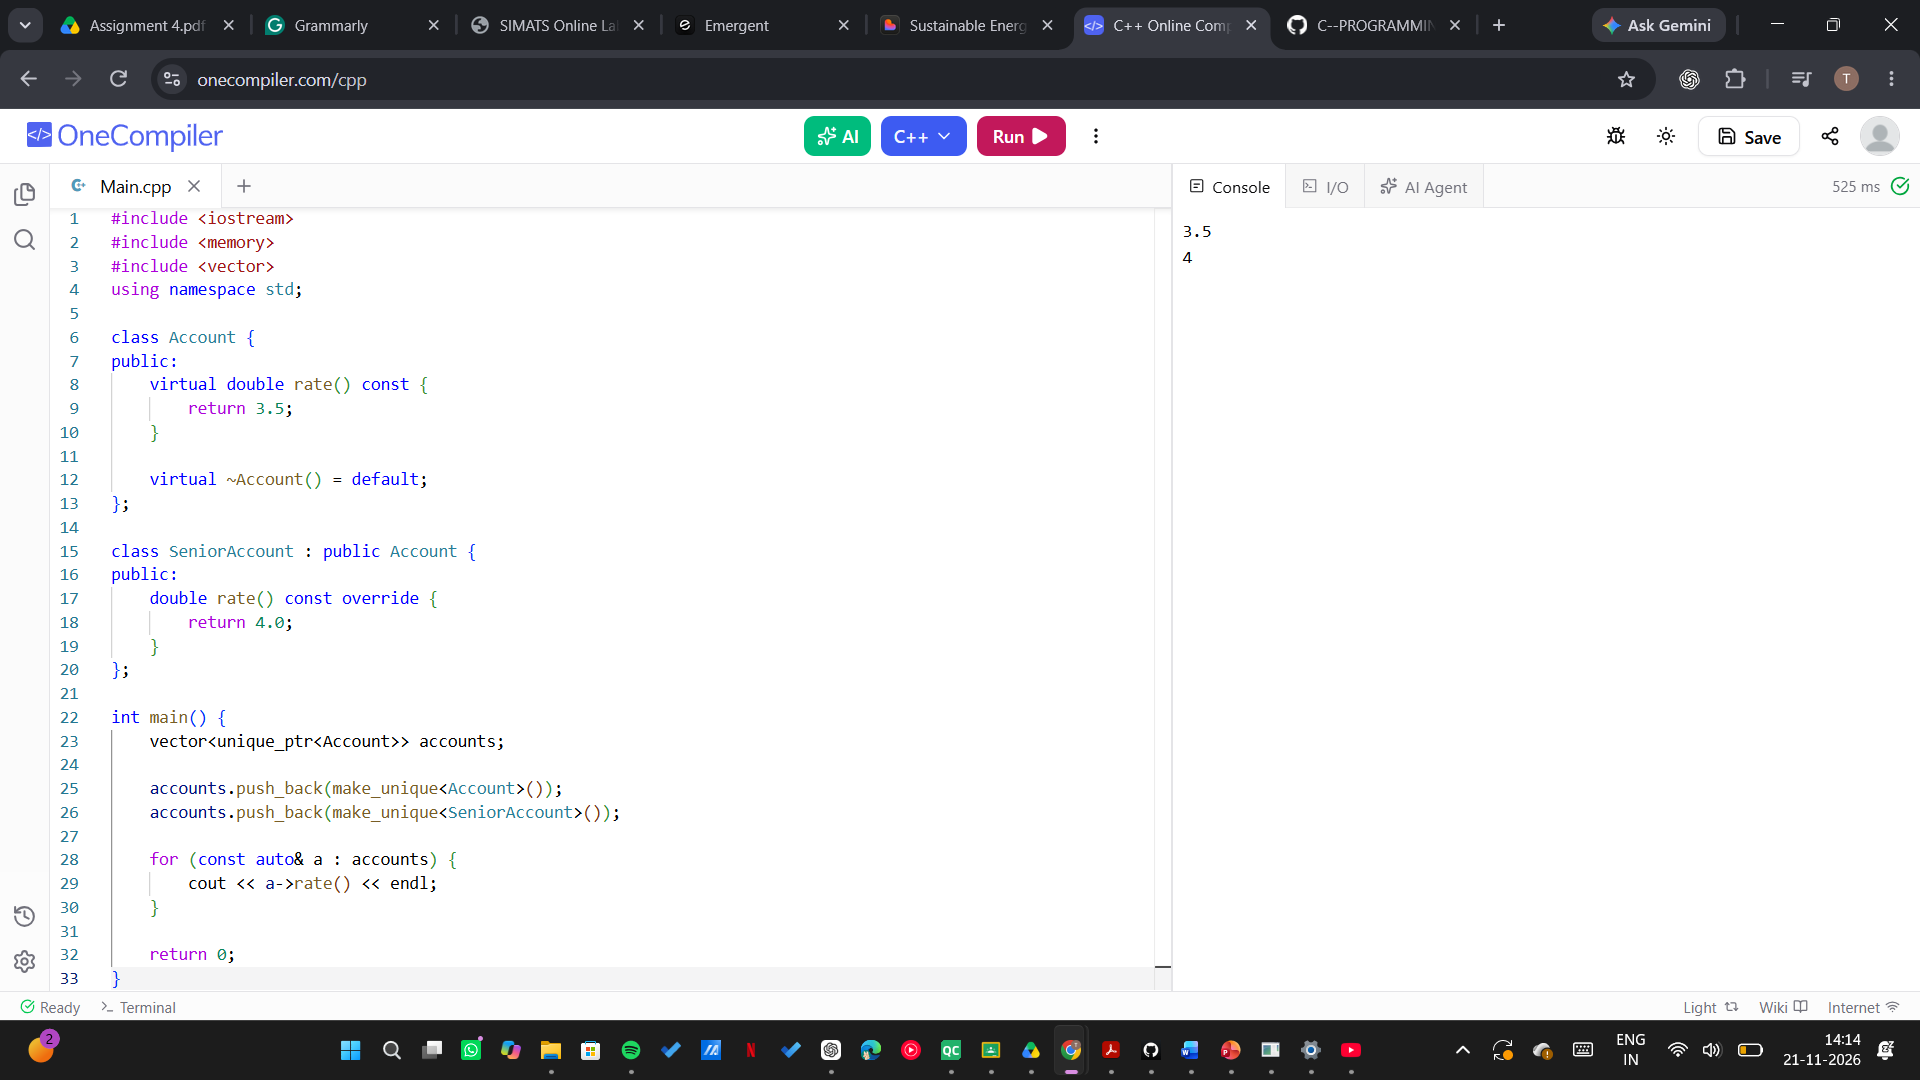 Assignment 4.pdf
Grammarly
SIMATS Online La
Emergent
Sustainable Energ
C++ Online Comp
C--PROGRAMMIN
Ask Gemini
onecompiler.com/cpp
T
OneCompiler
AI
C++
Run
Save
Main.cpp
Console
I/O
AI Agent
525 ms
1 #include <iostream>
2 #include <memory>
3 #include <vector>
4 using namespace std;
5
6 class Account {
7 public:
8 virtual double rate() const {
9 return 3.5;
10 }
11
12 virtual ~Account() = default;
13 };
14
15 class SeniorAccount : public Account {
16 public:
17 double rate() const override {
18 return 4.0;
19 }
20 };
21
22 int main() {
23 vector<unique_ptr<Account>> accounts;
24
25 accounts.push_back(make_unique<Account>());
26 accounts.push_back(make_unique<SeniorAccount>());
27
28 for (const auto& a : accounts) {
29 cout << a->rate() << endl;
30 }
31
32 return 0;
33 }
3.5
4
Ready
Terminal
Light
Wiki
Internet
2
QC
ENG
IN
14:14
21-11-2026